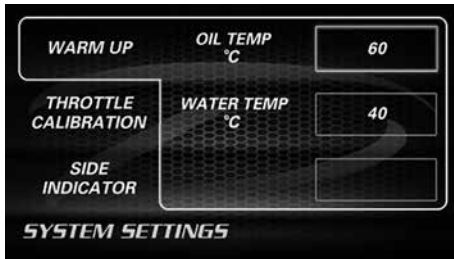 WARM UP
OIL TEMP
°C
60
THROTTLE
CALIBRATION
WATER TEMP
°C
40
SIDE
INDICATOR
SYSTEM SETTINGS